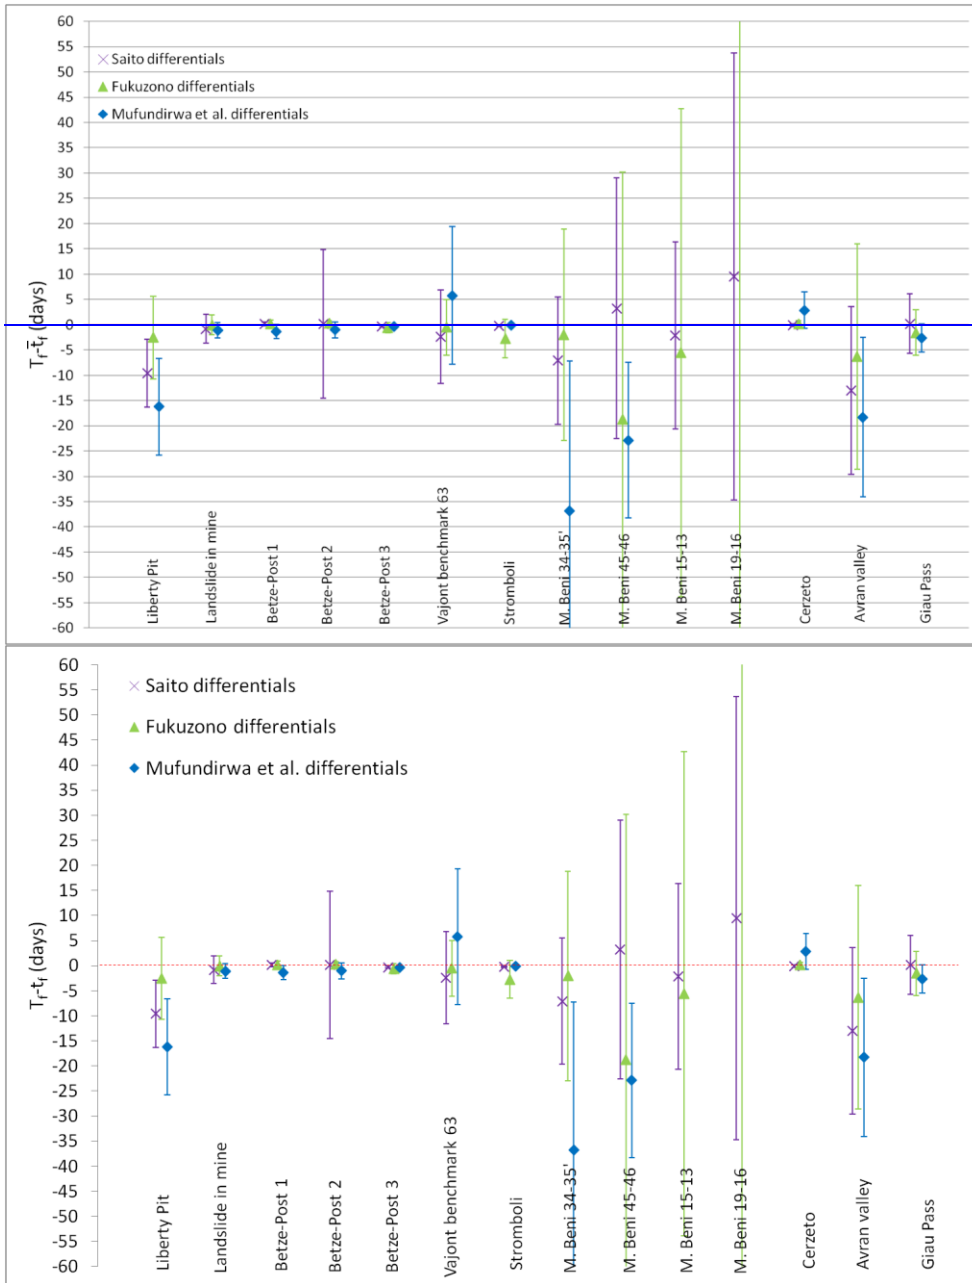 60
55
50
45
40
35
30
25
20
15
10
5
0
-5
-10
-15
-20
-25
-30
-35
-40
-45
-50
-55
-60
Tf-t̄f (days)
Saito differentials
Fukuzono differentials
Mufundirwa et al. differentials
Liberty Pit
Landslide in mine
Betze-Post 1
Betze-Post 2
Betze-Post 3
Vajont benchmark 63
Stromboli
M. Beni 34-35'
M. Beni 45-46
M. Beni 15-13
M. Beni 19-16
Cerzeto
Avran valley
Giau Pass
60
55
50
45
40
35
30
25
20
15
10
5
0
-5
-10
-15
-20
-25
-30
-35
-40
-45
-50
-55
-60
Tf-tf (days)
Saito differentials
Fukuzono differentials
Mufundirwa et al. differentials
Liberty Pit
Landslide in mine
Betze-Post 1
Betze-Post 2
Betze-Post 3
Vajont benchmark 63
Stromboli
M. Beni 34-35'
M. Beni 45-46
M. Beni 15-13
M. Beni 19-16
Cerzeto
Avran valley
Giau Pass